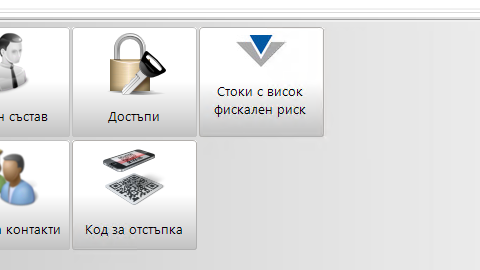 състав
Достъпи
Стоки с висок
фискален риск
контакти
Код за отстъпка